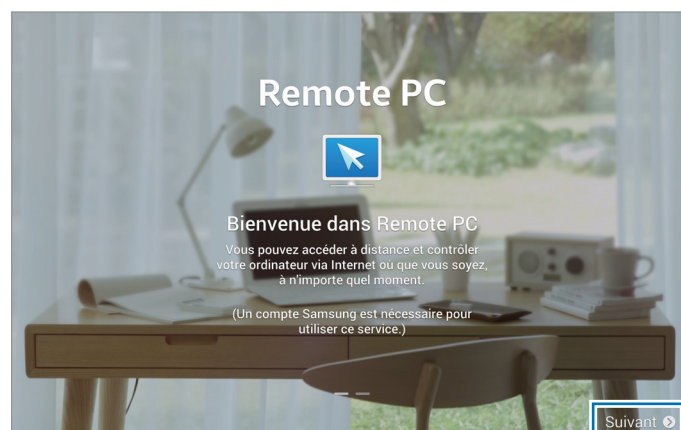 Remote PC
Bienvenue dans Remote PC
Vous pouvez accéder à distance et contrôler
votre ordinateur via Internet où que vous soyez,
à n'importe quel moment.
(Un compte Samsung est nécessaire pour
utiliser ce service.)
Suivant